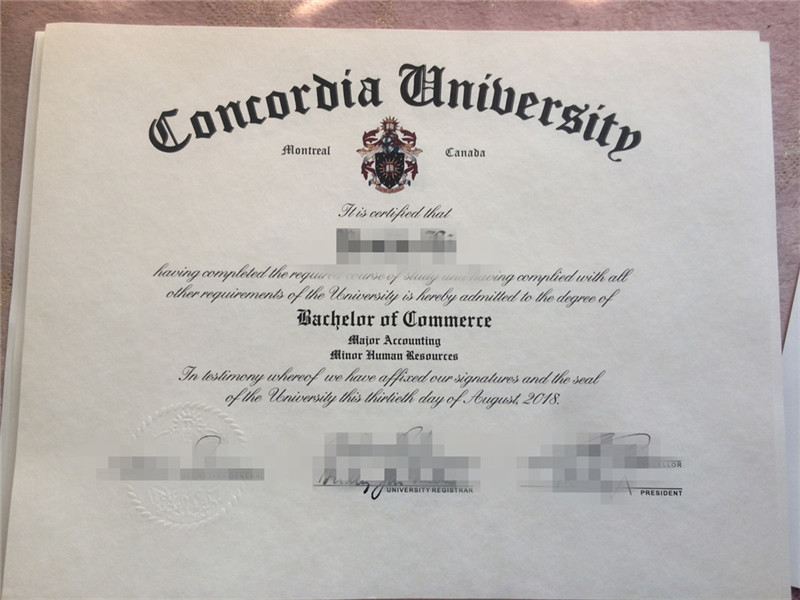 Concordia University
Montreal Canada
It is certified that
having completed the required course of study and having complied with all
other requirements of the University is hereby admitted to the degree of
Bachelor of Commerce
Major Accounting
Minor Human Resources
In testimony whereof we have affixed our signatures and the seal
of the University this thirtieth day of August, 2018.
UNIVERSITY REGISTRAR
PRESIDENT